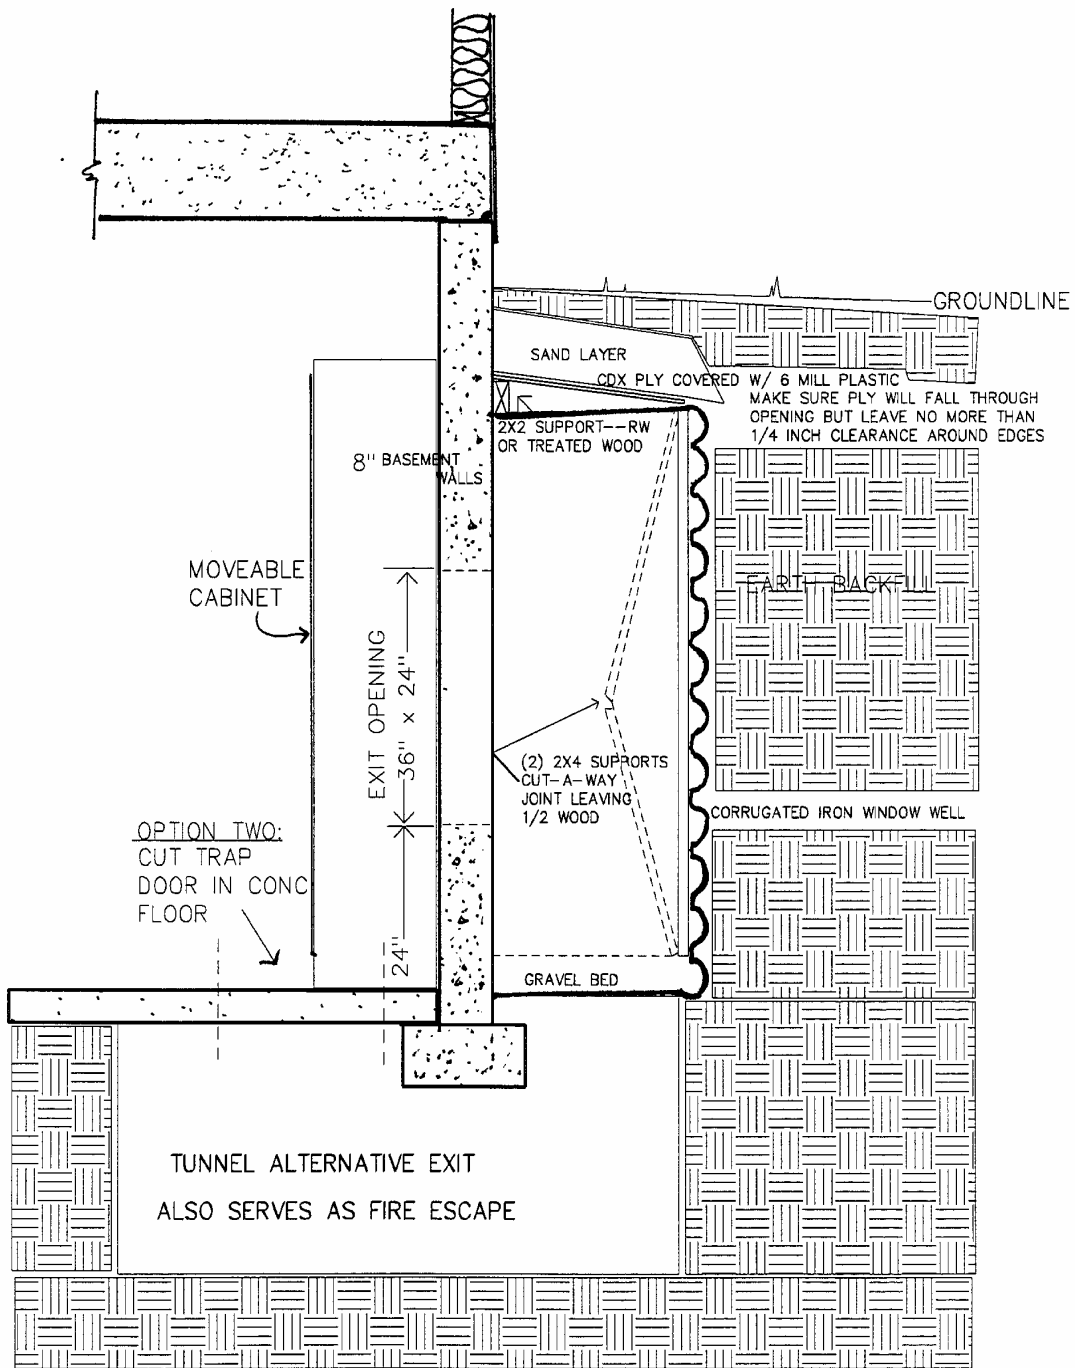 GROUNDLINE
SAND LAYER
CDX PLY COVERED W/ 6 MILL PLASTIC
MAKE SURE PLY WILL FALL THROUGH
OPENING BUT LEAVE NO MORE THAN
1/4 INCH CLEARANCE AROUND EDGES
2X2 SUPPORT--RW
OR TREATED WOOD
8" BASEMENT
WALLS
MOVEABLE
CABINET
EARTH BACKFILL
EXIT OPENING
36" x 24"
(2) 2X4 SUPPORTS
CUT-A-WAY
JOINT LEAVING
1/2 WOOD
CORRUGATED IRON WINDOW WELL
OPTION TWO:
CUT TRAP
DOOR IN CONC
FLOOR
24"
GRAVEL BED
TUNNEL ALTERNATIVE EXIT
ALSO SERVES AS FIRE ESCAPE